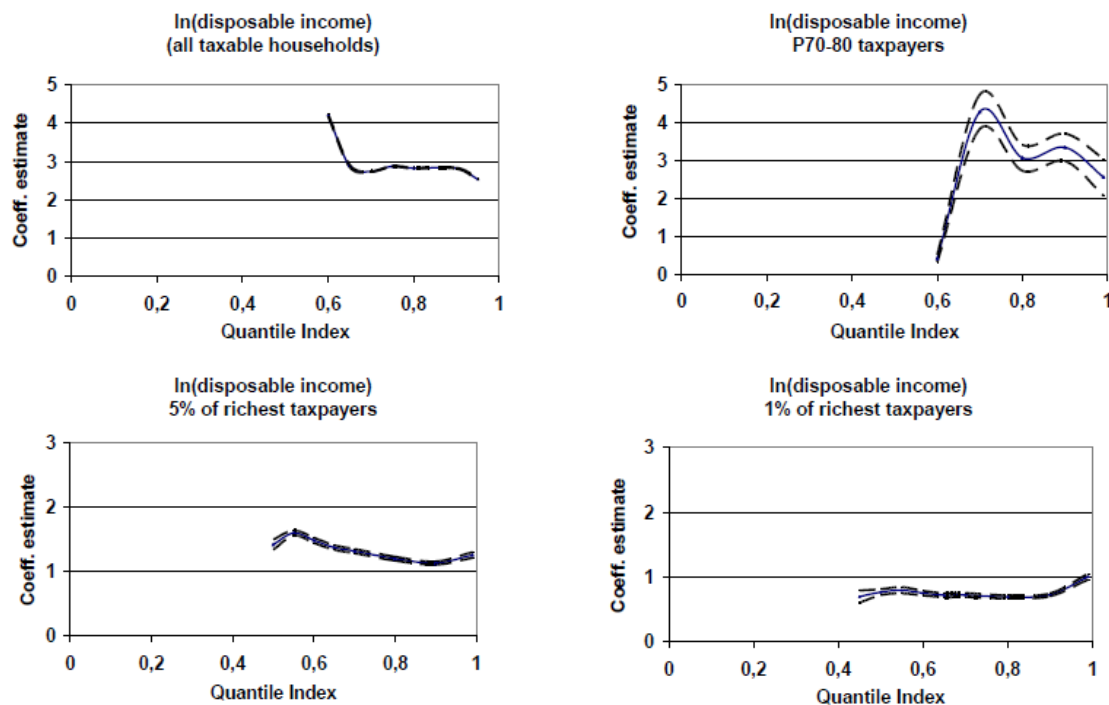 ln(disposable income)
(all taxable households)
5
4
3
2
1
0
Coeff. estimate
0
0,2
0,4
0,6
0,8
1
Quantile Index
ln(disposable income)
P70-80 taxpayers
5
4
3
2
1
0
Coeff. estimate
0
0,2
0,4
0,6
0,8
1
Quantile Index
ln(disposable income)
5% of richest taxpayers
3
2
1
0
Coeff. estimate
0
0,2
0,4
0,6
0,8
1
Quantile Index
ln(disposable income)
1% of richest taxpayers
3
2
1
0
Coeff. estimate
0
0,2
0,4
0,6
0,8
1
Quantile Index